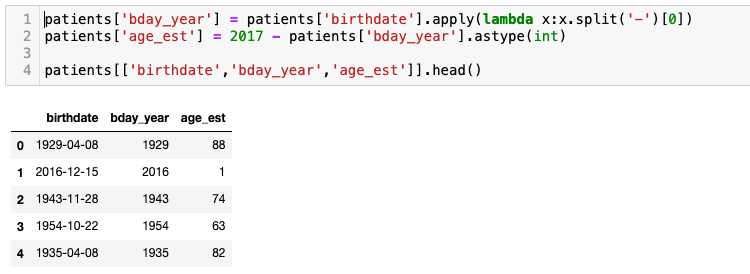 1 patients['bday_year'] = patients['birthdate'].apply(lambda x:x.split('-')[0])
2 patients['age_est'] = 2017 - patients['bday_year'].astype(int)
3
4 patients[['birthdate','bday_year','age_est']].head()
birthdate bday_year age_est
0 1929-04-08 1929 88
1 2016-12-15 2016 1
2 1943-11-28 1943 74
3 1954-10-22 1954 63
4 1935-04-08 1935 82